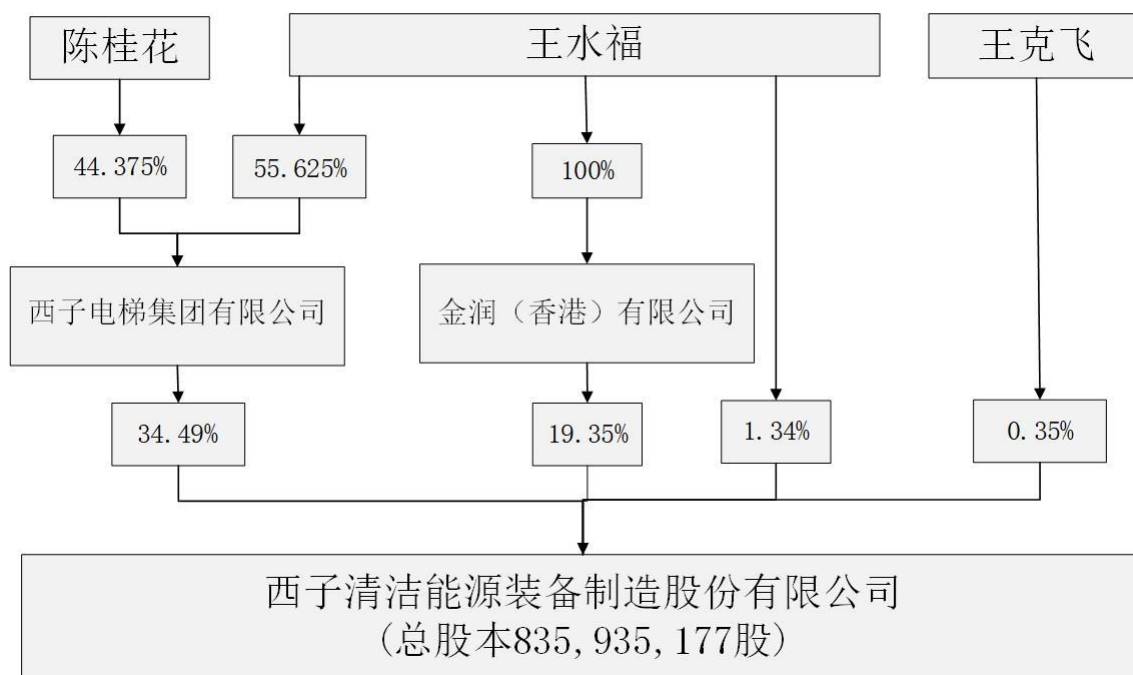 陈桂花
王水福
王克飞
44.375%
55.625%
100%
西子电梯集团有限公司
金润（香港）有限公司
34.49%
19.35%
1.34%
0.35%
西子清洁能源装备制造股份有限公司
(总股本835,935,177股)